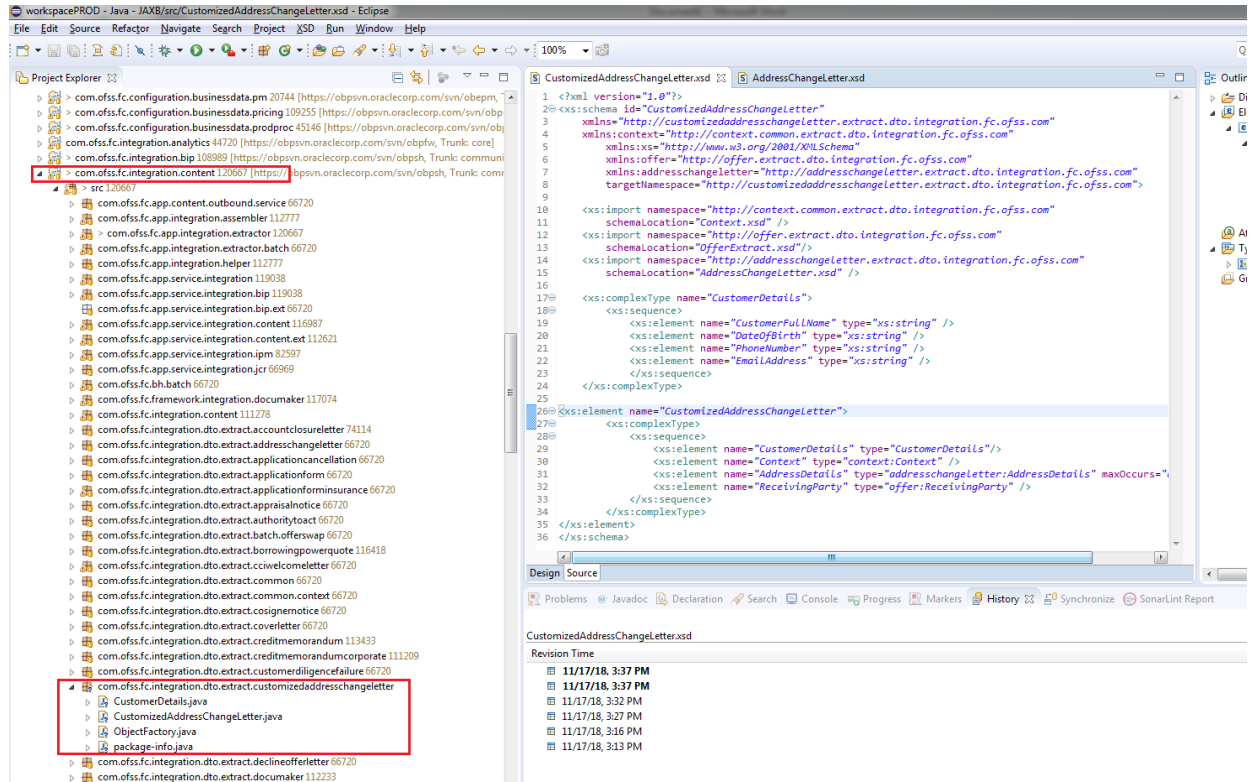 workspacePROD - Java - JAXB/src/CustomizedAddressChangeLetter.xsd - Eclipse
File Edit Source Refactor Navigate Search Project XSD Run Window Help
100%
Project Explorer
> com.ofss.fc.configuration.businessdata.pm 20744 [https://obpsvn.oraclecorp.com/svn/obepm,
> com.ofss.fc.configuration.businessdata.pricing 109255 [https://obpsvn.oraclecorp.com/svn/obp
> com.ofss.fc.configuration.businessdata.prodproc 45146 [https://obpsvn.oraclecorp.com/svn/obp
com.ofss.fc.integration.analytics 44720 [https://obpsvn.oraclecorp.com/svn/obpfw, Trunk: core]
> com.ofss.fc.integration.bip 108989 [https://obpsvn.oraclecorp.com/svn/obpsh, Trunk: communi
> com.ofss.fc.integration.content 120667 [https://obpsvn.oraclecorp.com/svn/obpsh, Trunk: comm
> src 120667
com.ofss.fc.app.content.outbound.service 66720
com.ofss.fc.app.integration.assembler 112777
> com.ofss.fc.app.integration.extractor 120667
com.ofss.fc.app.integration.extractor.batch 66720
com.ofss.fc.app.integration.helper 112777
com.ofss.fc.app.service.integration 119038
com.ofss.fc.app.service.integration.bip 119038
com.ofss.fc.app.service.integration.bip.ext 66720
com.ofss.fc.app.service.integration.content 116987
com.ofss.fc.app.service.integration.content.ext 112621
com.ofss.fc.app.service.integration.ipm 82597
com.ofss.fc.app.service.integration.jcr 66969
com.ofss.fc.bh.batch 66720
com.ofss.fc.framework.integration.documaker 117074
com.ofss.fc.integration.content 111278
com.ofss.fc.integration.dto.extract.accountclosureletter 74114
com.ofss.fc.integration.dto.extract.addresschangeletter 66720
com.ofss.fc.integration.dto.extract.applicationcancellation 66720
com.ofss.fc.integration.dto.extract.applicationform 66720
com.ofss.fc.integration.dto.extract.applicationforminsurance 66720
com.ofss.fc.integration.dto.extract.appraisalnotice 66720
com.ofss.fc.integration.dto.extract.authoritytoact 66720
com.ofss.fc.integration.dto.extract.batch.offerswap 66720
com.ofss.fc.integration.dto.extract.borrowingpowerquote 116418
com.ofss.fc.integration.dto.extract.cciwelcomeletter 66720
com.ofss.fc.integration.dto.extract.common 66720
com.ofss.fc.integration.dto.extract.common.context 66720
com.ofss.fc.integration.dto.extract.cosignernotice 66720
com.ofss.fc.integration.dto.extract.coverletter 66720
com.ofss.fc.integration.dto.extract.creditmemorandum 113433
com.ofss.fc.integration.dto.extract.creditmemorandumcorporate 111209
com.ofss.fc.integration.dto.extract.customerdiligencefailure 66720
com.ofss.fc.integration.dto.extract.customizedaddresschangeletter
CustomerDetails.java
CustomizedAddressChangeLetter.java
ObjectFactory.java
package-info.java
com.ofss.fc.integration.dto.extract.declineofferletter 66720
com.ofss.fc.integration.dto.extract.documaker 112233
CustomizedAddressChangeLetter.xsd AddressChangeLetter.xsd
1 <?xml version="1.0"?>
2 <xs:schema id="CustomizedAddressChangeLetter"
3 xmlns="http://customizedaddresschangeletter.extract.dto.integration.fc.ofss.com"
4 xmlns:context="http://context.common.extract.dto.integration.fc.ofss.com"
5 xmlns:xs="http://www.w3.org/2001/XMLSchema"
6 xmlns:offer="http://offer.extract.dto.integration.fc.ofss.com"
7 xmlns:addresschangeletter="http://addresschangeletter.extract.dto.integration.fc.ofss.com"
8 targetNamespace="http://customizedaddresschangeletter.extract.dto.integration.fc.ofss.com">
9
10 <xs:import namespace="http://context.common.extract.dto.integration.fc.ofss.com"
11 schemaLocation="Context.xsd" />
12 <xs:import namespace="http://offer.extract.dto.integration.fc.ofss.com"
13 schemaLocation="OfferExtract.xsd"/>
14 <xs:import namespace="http://addresschangeletter.extract.dto.integration.fc.ofss.com"
15 schemaLocation="AddressChangeLetter.xsd" />
16
17 <xs:complexType name="CustomerDetails">
18 <xs:sequence>
19 <xs:element name="CustomerFullName" type="xs:string" />
20 <xs:element name="DateOfBirth" type="xs:string" />
21 <xs:element name="PhoneNumber" type="xs:string" />
22 <xs:element name="EmailAddress" type="xs:string" />
23 </xs:sequence>
24 </xs:complexType>
25
26 <xs:element name="CustomizedAddressChangeLetter">
27 <xs:complexType>
28 <xs:sequence>
29 <xs:element name="CustomerDetails" type="CustomerDetails"/>
30 <xs:element name="Context" type="context:Context" />
31 <xs:element name="AddressDetails" type="addresschangeletter:AddressDetails" maxOccurs="
32 <xs:element name="ReceivingParty" type="offer:ReceivingParty" />
33 </xs:sequence>
34 </xs:complexType>
35 </xs:element>
36 </xs:schema>
Design Source
Problems Javadoc Declaration Search Console Progress Markers History Synchronize SonarLint Report
CustomizedAddressChangeLetter.xsd
Revision Time
11/17/18, 3:37 PM
11/17/18, 3:37 PM
11/17/18, 3:32 PM
11/17/18, 3:27 PM
11/17/18, 3:16 PM
11/17/18, 3:13 PM
Outlin
Di
El
At
Ty
Gr